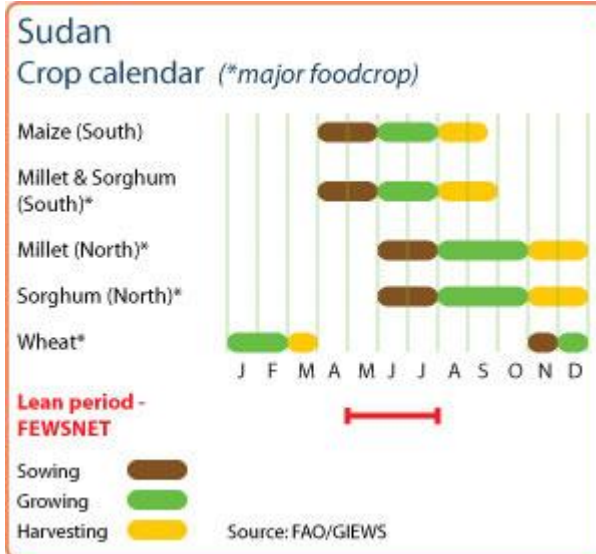 Sudan
Crop calendar (*major foodcrop)
Maize (South)
Millet & Sorghum
(South)*
Millet (North)*
Sorghum (North)*
Wheat*
J F M A M J J A S O N D
Lean period -
FEWSNET
Sowing
Growing
Harvesting
Source: FAO/GIEWS